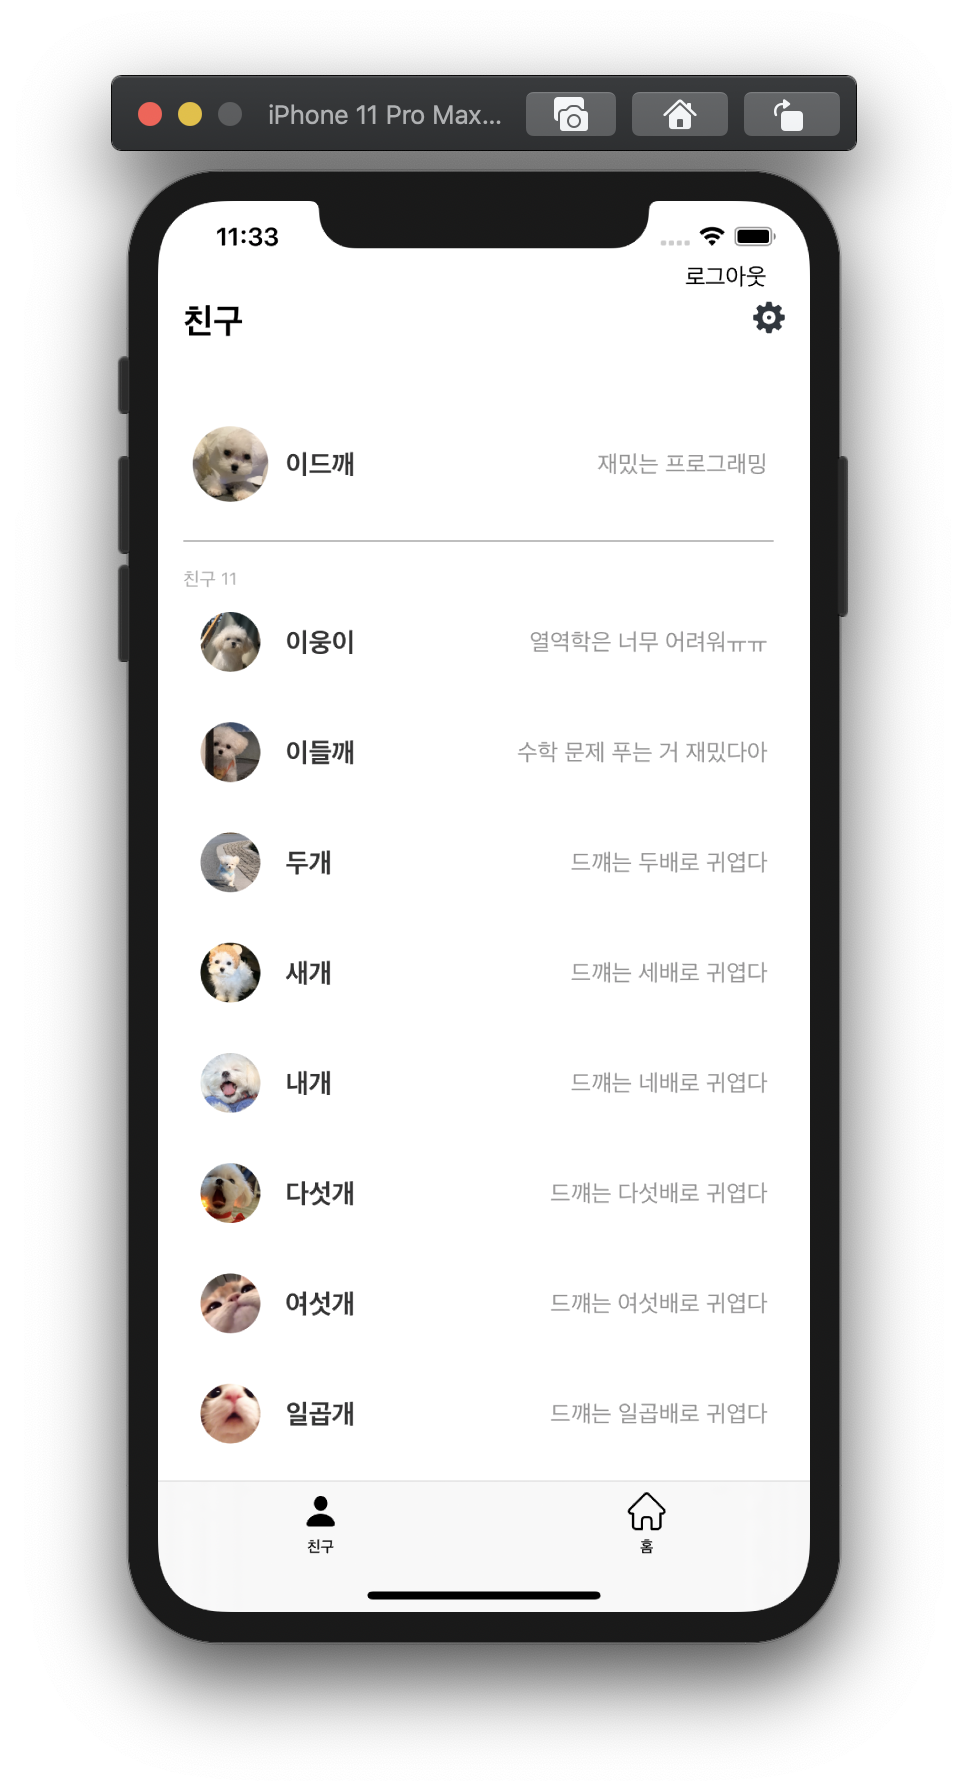 iPhone 11 Pro Max...
11:33
로그아웃
친구
이드깨 재밌는 프로그래밍
친구 11
이웅이 열역학은 너무 어려워ㅠㅠ
이들깨 수학 문제 푸는 거 재밌다아
두개 드깨는 두배로 귀엽다
새개 드깨는 세배로 귀엽다
내개 드깨는 네배로 귀엽다
다섯개 드깨는 다섯배로 귀엽다
여섯개 드깨는 여섯배로 귀엽다
일곱개 드깨는 일곱배로 귀엽다
친구 홈